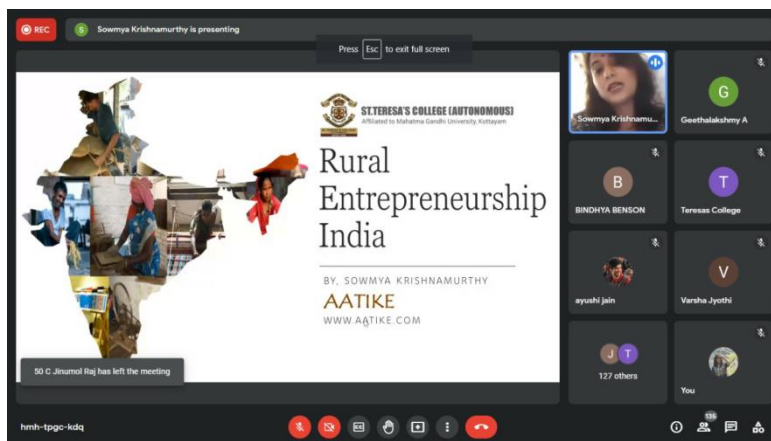 REC
S
Sowmya Krishnamurthy is presenting
Press Esc to exit full screen
ST.TERESA'S COLLEGE (AUTONOMOUS)
Affiliated to Mahatma Gandhi University, Kottayam
Rural
Entrepreneurship
India
BY, SOWMYA KRISHNAMURTHY
AATIKE
WWW.AATIKE.COM
50 C Jinumol Raj has left the meeting
Sowmya Krishnamu...
G
Geethalakshmy A
B
BINDHYA BENSON
T
Teresas College
ayushi jain
V
Varsha Jyothi
J T
127 others
You
hmh-tpgc-kdq
136